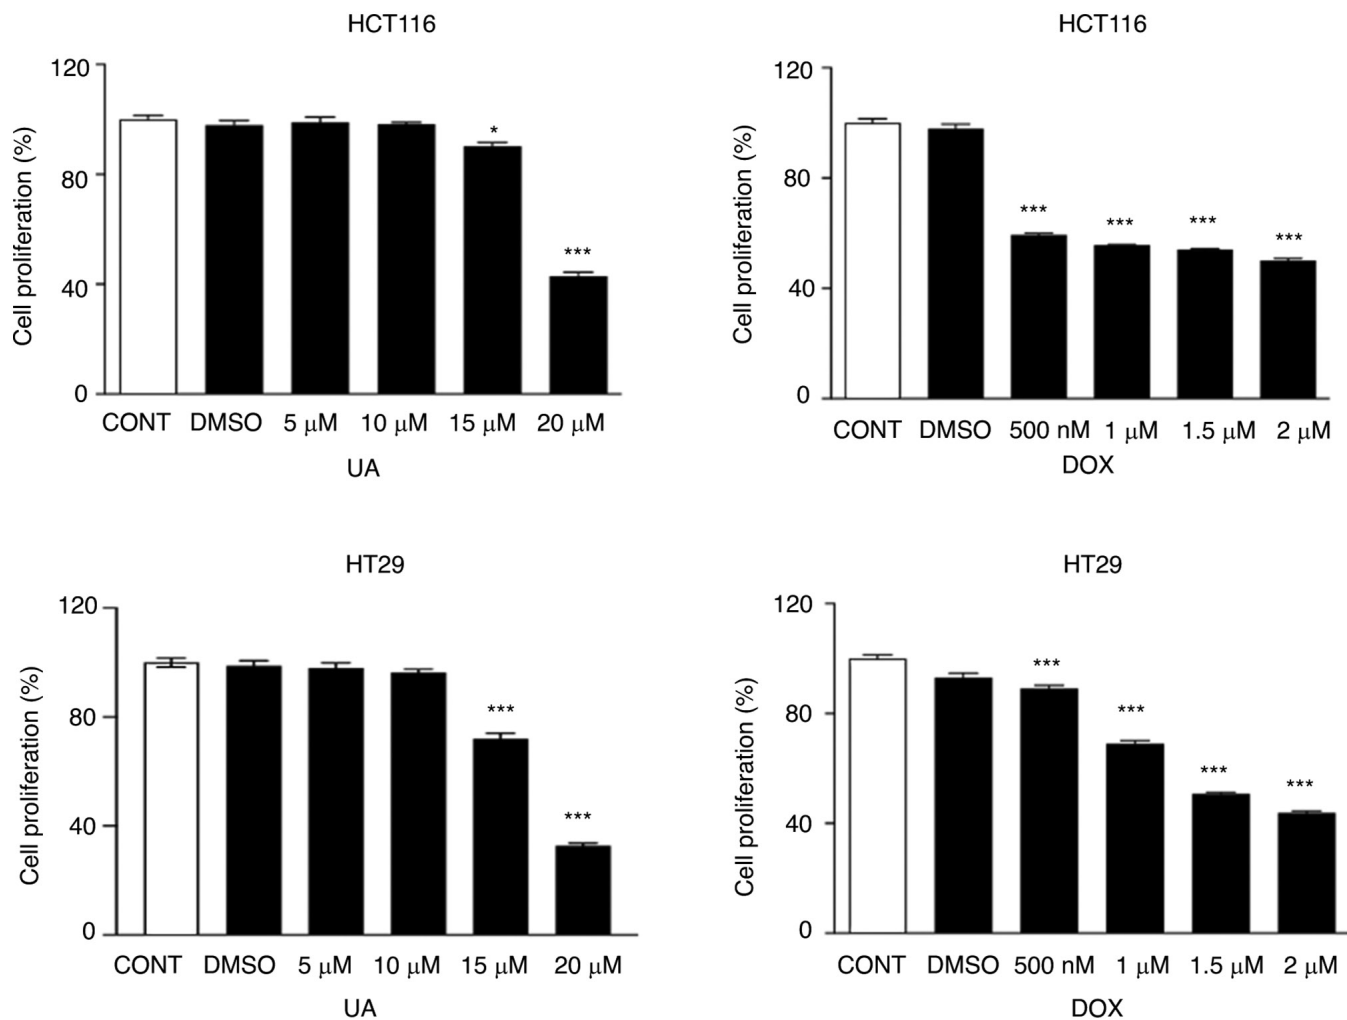 HCT116
120
80
40
0
Cell proliferation (%)
*
***
CONT DMSO 5 μM 10 μM 15 μM 20 μM
UA
HCT116
120
80
40
0
Cell proliferation (%)
*** *** *** ***
CONT DMSO 500 nM 1 μM 1.5 μM 2 μM
DOX
HT29
120
80
40
0
Cell proliferation (%)
***
***
CONT DMSO 5 μM 10 μM 15 μM 20 μM
UA
HT29
120
80
40
0
Cell proliferation (%)
***
***
***
***
CONT DMSO 500 nM 1 μM 1.5 μM 2 μM
DOX